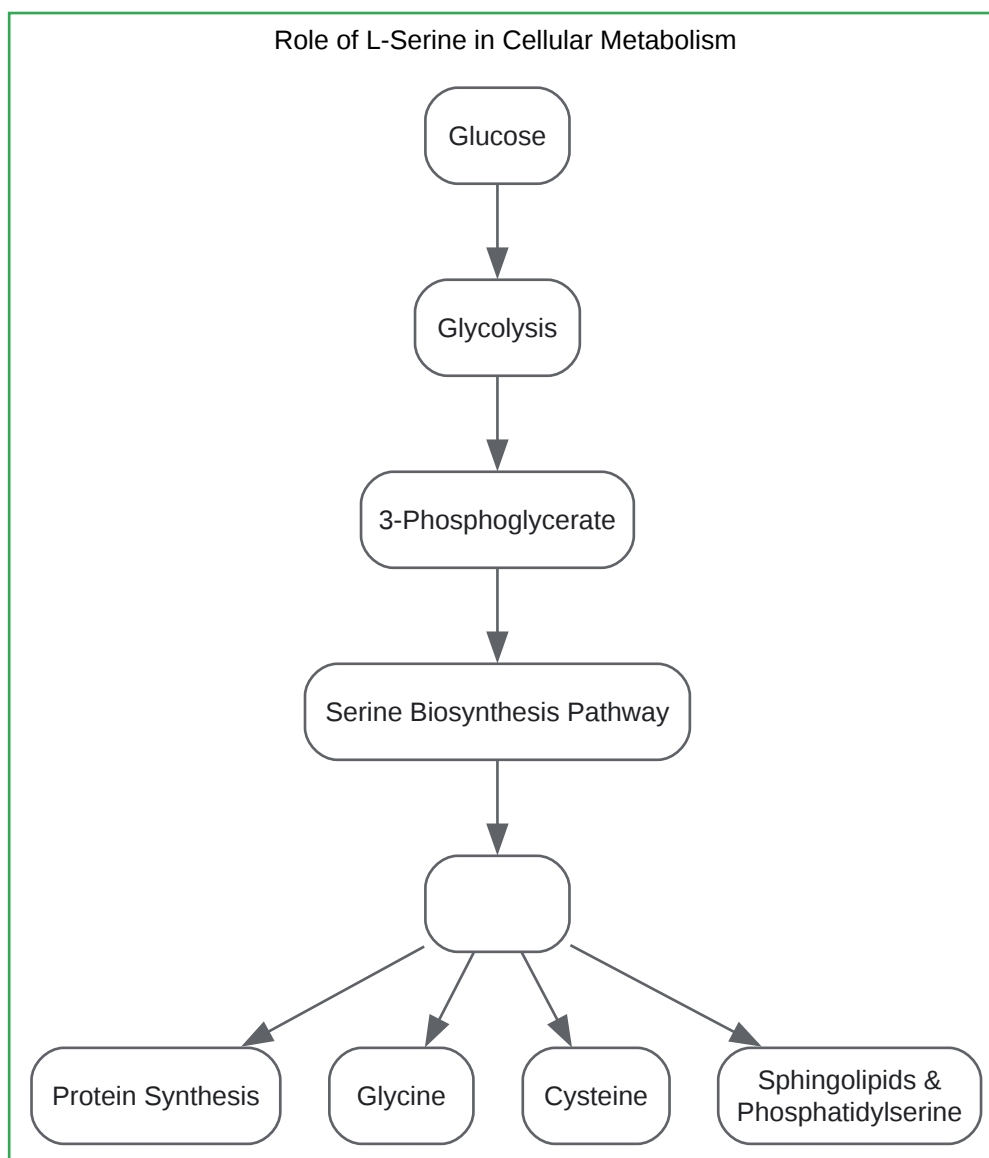 Role of L-Serine in Cellular Metabolism
Glucose
Glycolysis
3-Phosphoglycerate
Serine Biosynthesis Pathway
Protein Synthesis
Glycine
Cysteine
Sphingolipids &
Phosphatidylserine